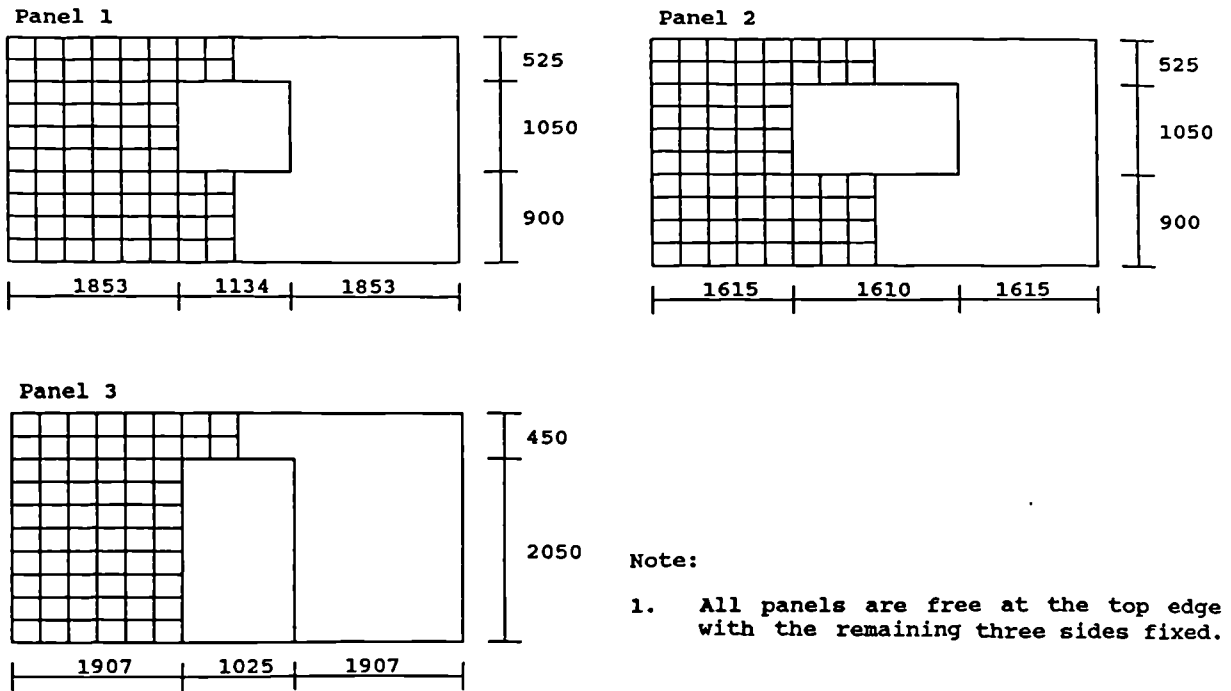 Panel 1
525
1050
900
1853 1134 1853
Panel 2
525
1050
900
1615 1610 1615
Panel 3
450
2050
1907 1025 1907
Note:
1. All panels are free at the top edge
with the remaining three sides fixed.